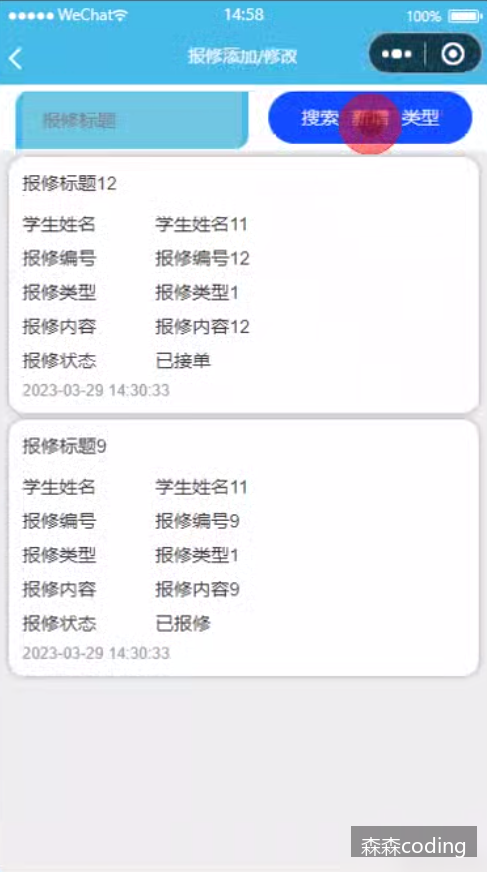 WeChat 14:58 100%
报修添加/修改
报修标题 搜索 新增 类型
报修标题12
学生姓名 学生姓名11
报修编号 报修编号12
报修类型 报修类型1
报修内容 报修内容12
报修状态 已接单
2023-03-29 14:30:33
报修标题9
学生姓名 学生姓名11
报修编号 报修编号9
报修类型 报修类型1
报修内容 报修内容9
报修状态 已报修
2023-03-29 14:30:33
森森coding